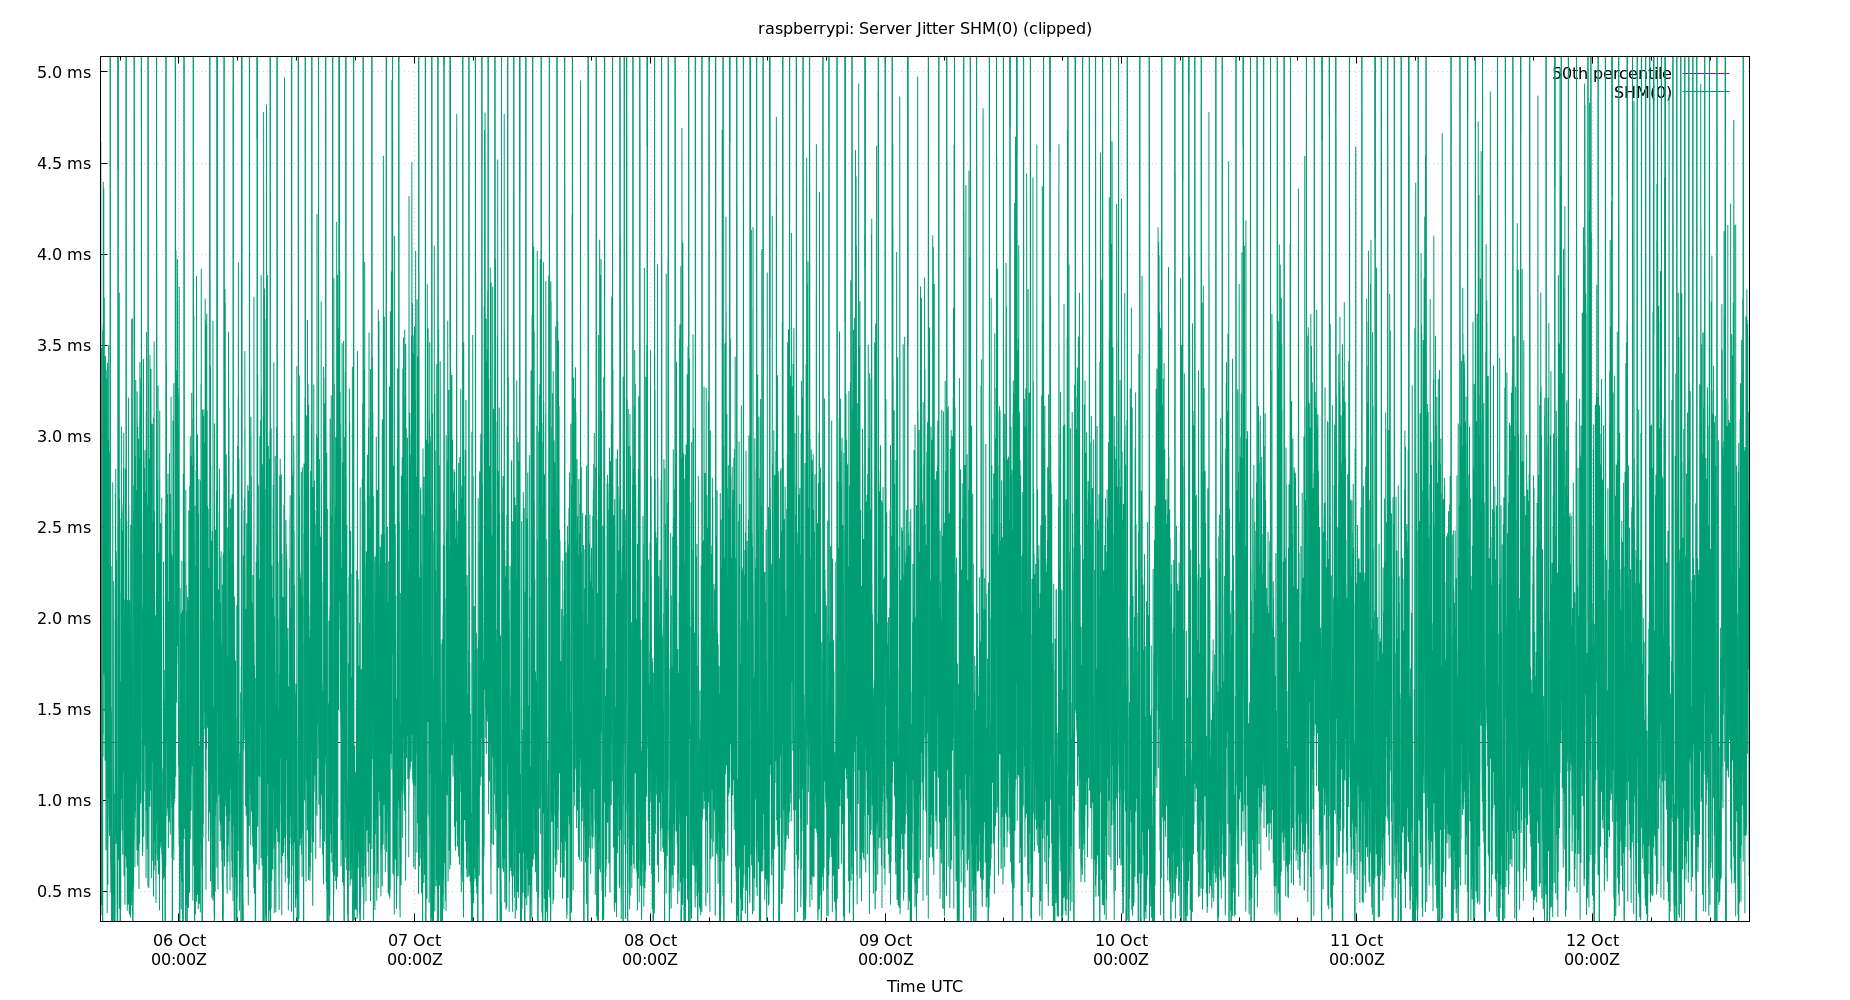 raspberrypi: Server Jitter SHM(0) (clipped)
5.0 ms
50th percentile
SHM(0)
4.5 ms
4.0 ms
3.5 ms
3.0 ms
2.5 ms
2.0 ms
1.5 ms
1.0 ms
0.5 ms
06 Oct 07 Oct 08 Oct 09 Oct 10 Oct 11 Oct 12 Oct
00:00Z 00:00Z 00:00Z 00:00Z 00:00Z 00:00Z 00:00Z
Time UTC